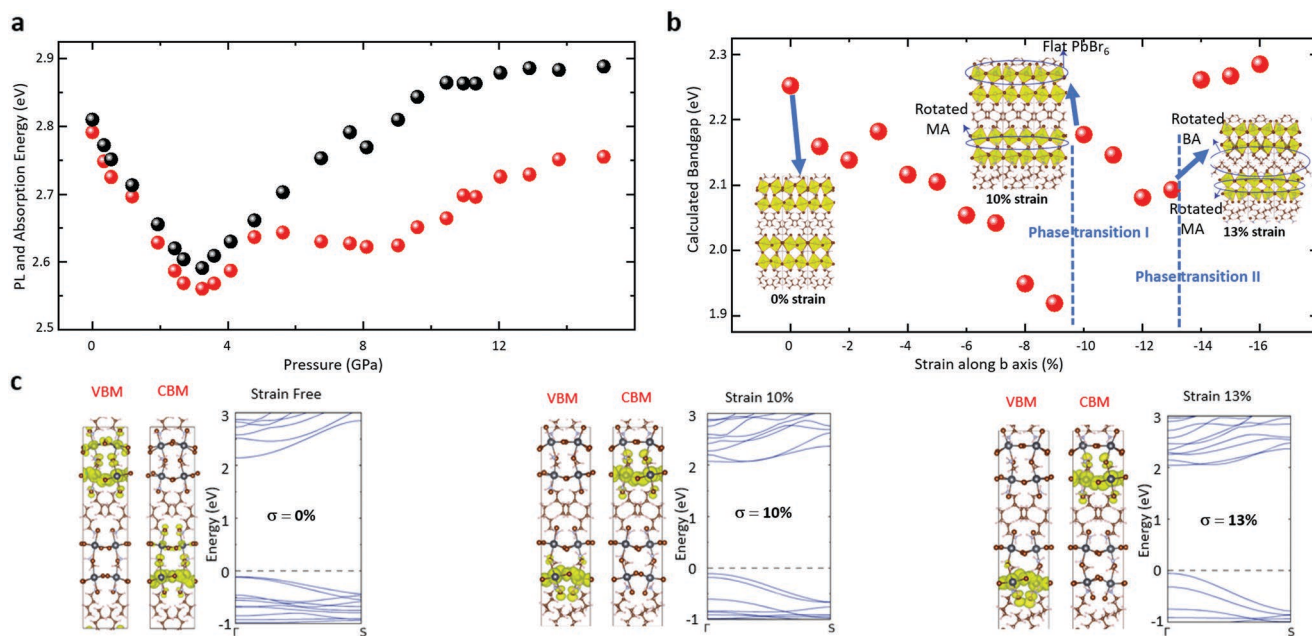 a
PL and Absorption Energy (eV)
2.9
2.8
2.7
2.6
2.5
0
4
8
12
Pressure (GPa)
b
Calculated Bandgap (eV)
2.3
2.2
2.1
2.0
1.9
0
-2
-4
-6
-8
-10
-12
-14
-16
Strain along b axis (%)
Flat PbBr6
Rotated
MA
10% strain
0% strain
Phase transition I
Phase transition II
Rotated
BA
Rotated
MA
13% strain
c
VBM
CBM
Strain Free
Energy (eV)
3
2
1
0
-1
Γ
S
σ = 0%
VBM
CBM
Strain 10%
Energy (eV)
3
2
1
0
-1
Γ
S
σ = 10%
VBM
CBM
Strain 13%
Energy (eV)
3
2
1
0
-1
Γ
S
σ = 13%